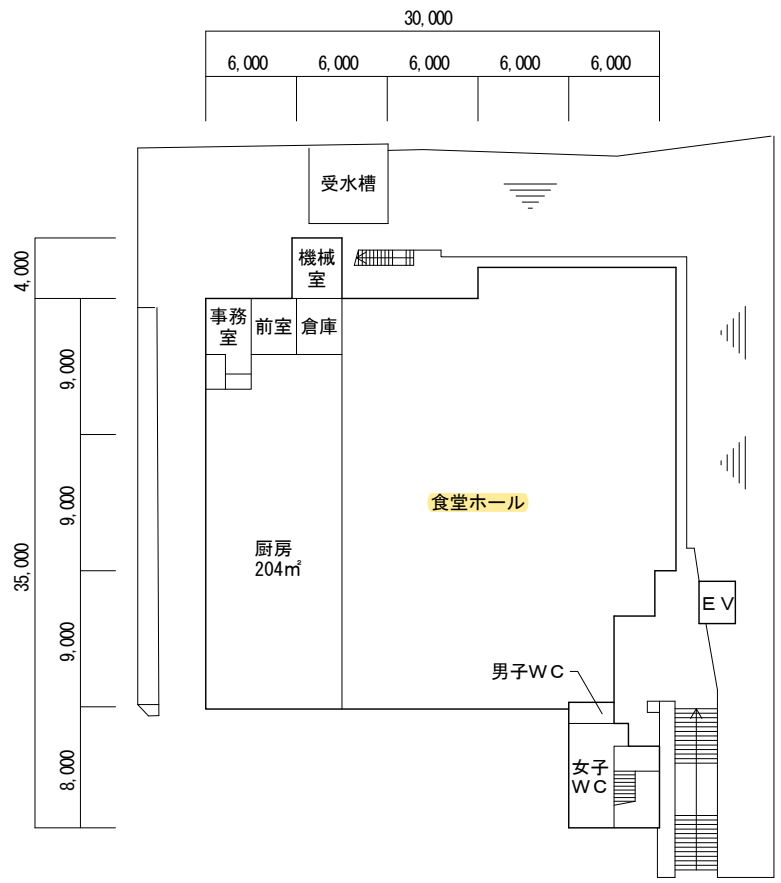 30,000
6,000
6,000
6,000
6,000
6,000
受水槽
4,000
機械
室
事務
室
前室
倉庫
9,000
9,000
食堂ホール
厨房
204㎡
35,000
9,000
ＥＶ
男子ＷＣ
8,000
女子
ＷＣ